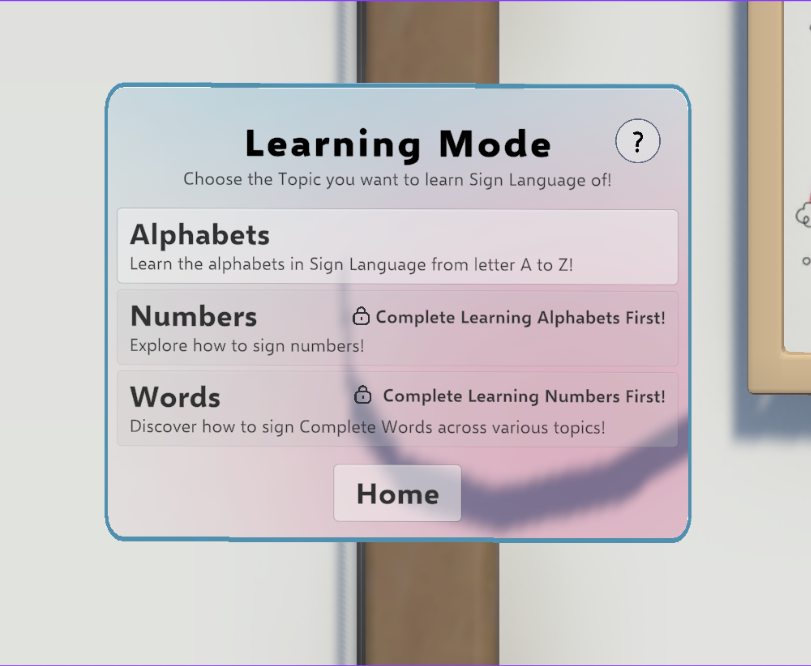 Learning Mode
?
Choose the Topic you want to learn Sign Language of!
Alphabets
Learn the alphabets in Sign Language from letter A to Z!
Numbers
Complete Learning Alphabets First!
Explore how to sign numbers!
Words
Complete Learning Numbers First!
Discover how to sign Complete Words across various topics!
Home